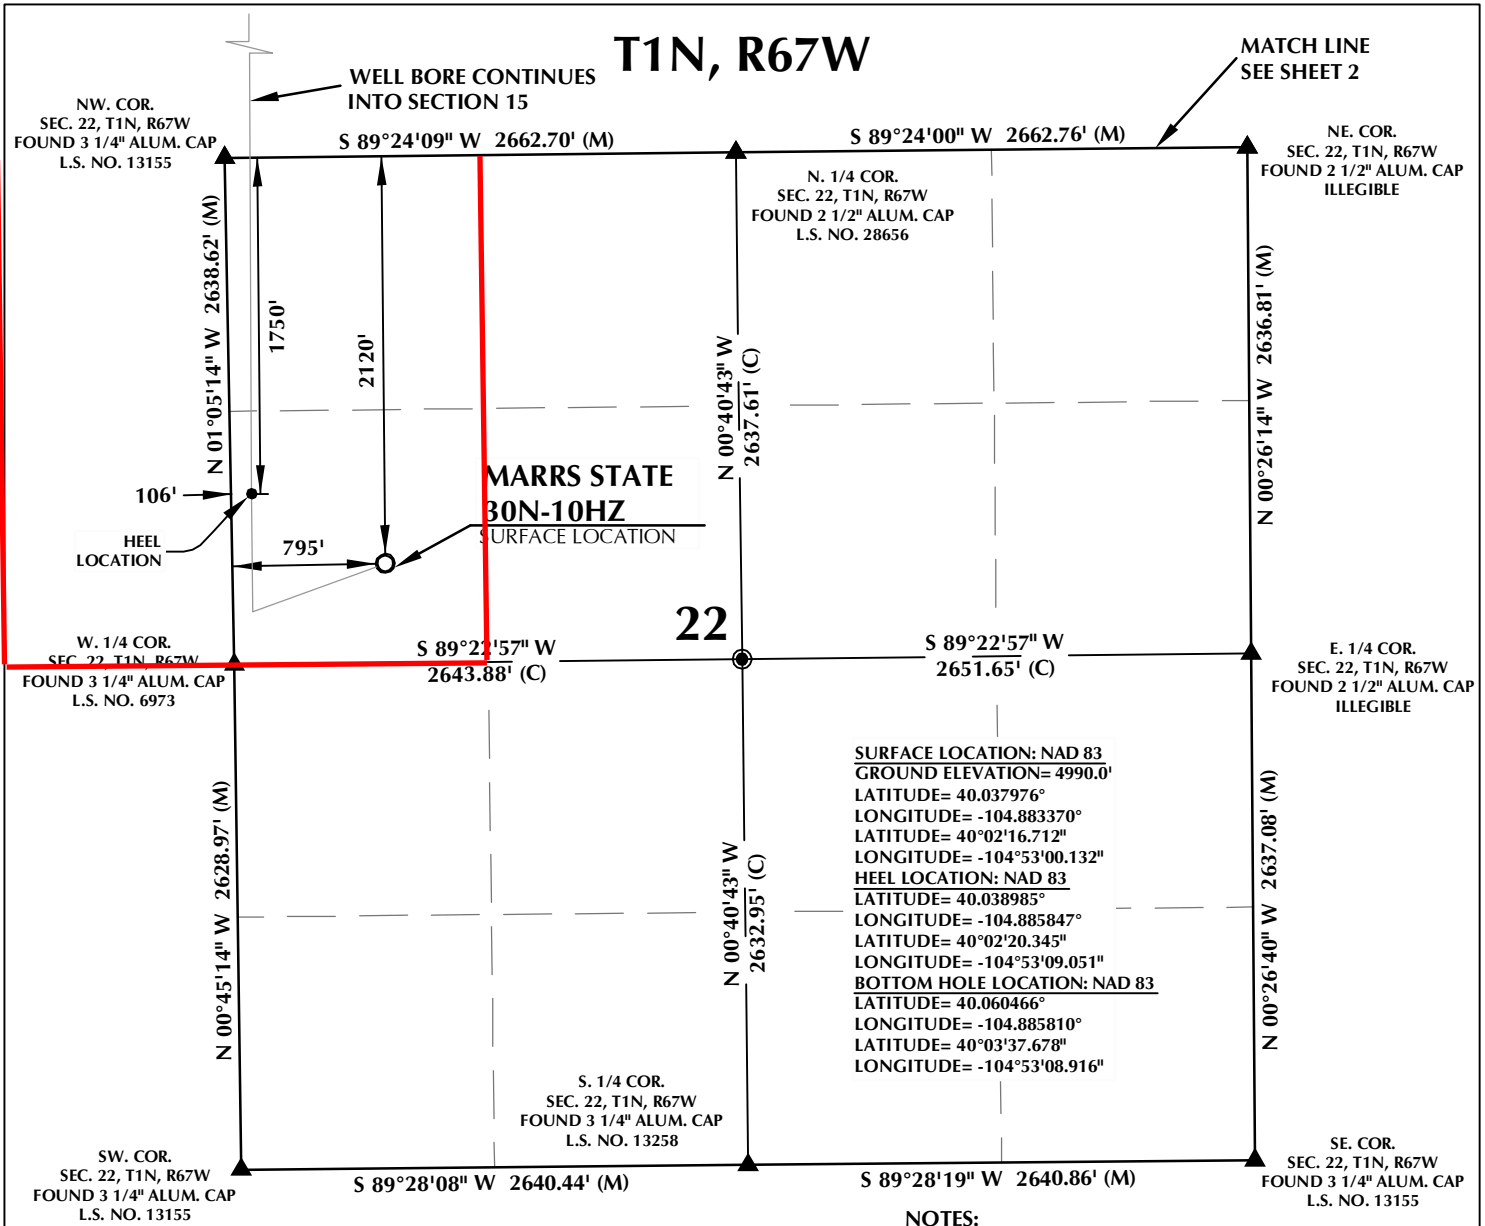 T1N, R67W
MATCH LINE
SEE SHEET 2
WELL BORE CONTINUES
INTO SECTION 15
NW. COR.
SEC. 22, T1N, R67W
FOUND 3 1/4" ALUM. CAP
L.S. NO. 13155
S 89°24'09" W 2662.70' (M)
S 89°24'00" W 2662.76' (M)
NE. COR.
SEC. 22, T1N, R67W
FOUND 2 1/2" ALUM. CAP
ILLEGIBLE
N. 1/4 COR.
SEC. 22, T1N, R67W
FOUND 2 1/2" ALUM. CAP
L.S. NO. 28656
N 01°05'14" W 2638.62' (M)
1750'
2120'
N 00°40'43" W
2637.61' (C)
N 00°26'14" W 2636.81' (M)
106'
HEEL
LOCATION
795'
MARRS STATE
30N-10HZ
SURFACE LOCATION
22
W. 1/4 COR.
SEC. 22, T1N, R67W
FOUND 3 1/4" ALUM. CAP
L.S. NO. 6973
S 89°22'57" W
2643.88' (C)
S 89°22'57" W
2651.65' (C)
E. 1/4 COR.
SEC. 22, T1N, R67W
FOUND 2 1/2" ALUM. CAP
ILLEGIBLE
N 00°45'14" W 2628.97' (M)
N 00°40'43" W
2632.95' (C)
SURFACE LOCATION: NAD 83
GROUND ELEVATION= 4990.0'
LATITUDE= 40.037976°
LONGITUDE= -104.883370°
LATITUDE= 40°02'16.712"
LONGITUDE= -104°53'00.132"
HEEL LOCATION: NAD 83
LATITUDE= 40.038985°
LONGITUDE= -104.885847°
LATITUDE= 40°02'20.345"
LONGITUDE= -104°53'09.051"
BOTTOM HOLE LOCATION: NAD 83
LATITUDE= 40.060466°
LONGITUDE= -104.885810°
LATITUDE= 40°03'37.678"
LONGITUDE= -104°53'08.916"
N 00°26'40" W 2637.08' (M)
SW. COR.
SEC. 22, T1N, R67W
FOUND 3 1/4" ALUM. CAP
L.S. NO. 13155
S. 1/4 COR.
SEC. 22, T1N, R67W
FOUND 3 1/4" ALUM. CAP
L.S. NO. 13258
S 89°28'08" W 2640.44' (M)
S 89°28'19" W 2640.86' (M)
SE. COR.
SEC. 22, T1N, R67W
FOUND 3 1/4" ALUM. CAP
L.S. NO. 13155
NOTES: